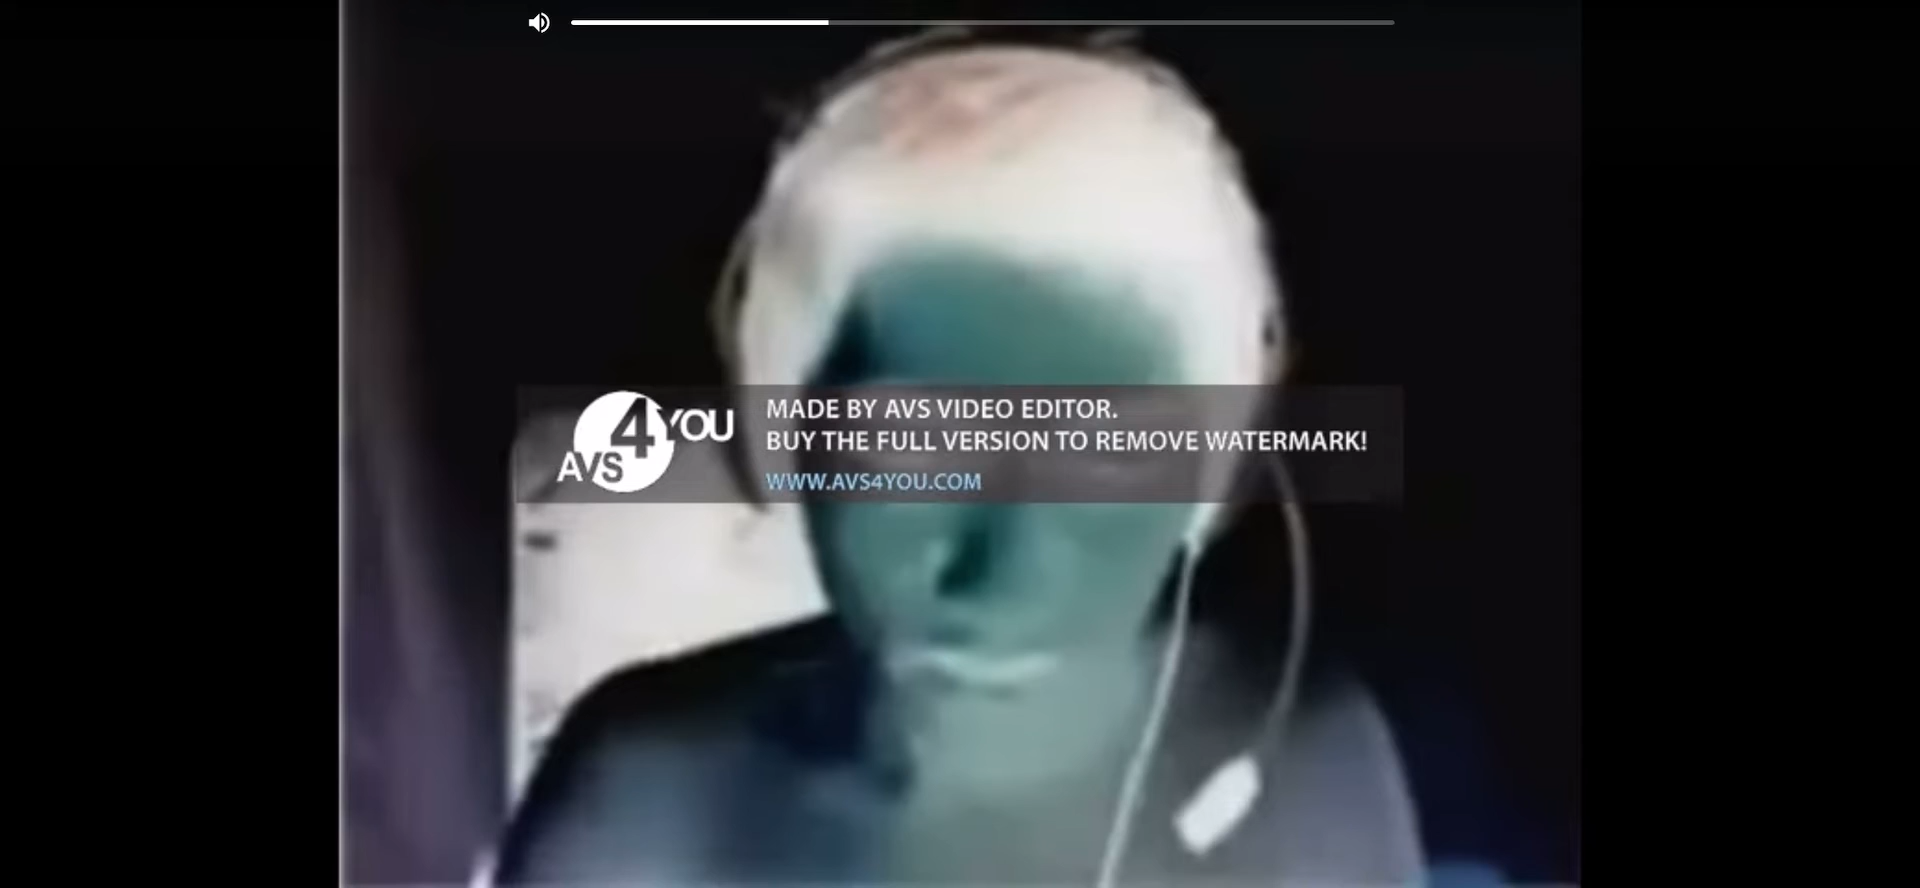 AVS4YOU
MADE BY AVS VIDEO EDITOR.
BUY THE FULL VERSION TO REMOVE WATERMARK!
WWW.AVS4YOU.COM